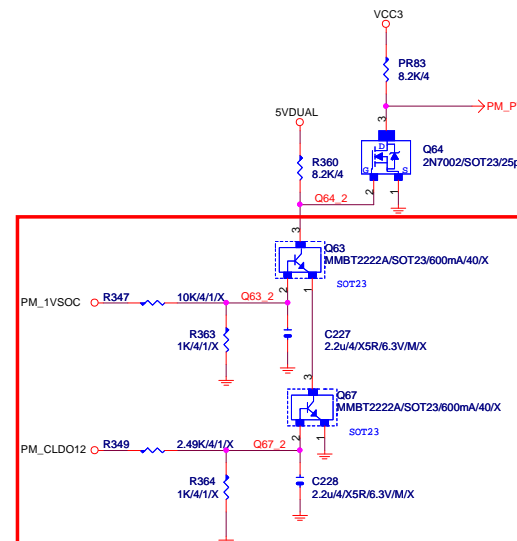 VCC3
PR83
8.2K/4
PM_P
5VDUAL
3
D
G
S
Q64
2N7002/SOT23/25p
R360
8.2K/4
2
1
Q64_2
3
Q63
MMBT2222A/SOT23/600mA/40/X
SOT23
2
1
PM_1VSOC
R347
10K/4/1/X
Q63_2
R363
1K/4/1/X
C227
2.2u/4/X5R/6.3V/M/X
3
Q67
MMBT2222A/SOT23/600mA/40/X
SOT23
2
1
PM_CLDO12
R349
2.49K/4/1/X
Q67_2
R364
1K/4/1/X
C228
2.2u/4/X5R/6.3V/M/X